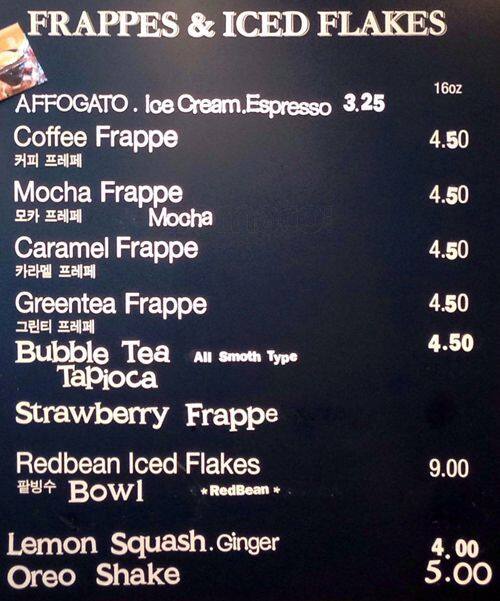 FRAPPES & ICED FLAKES
16oz
AFFOGATO. Ice Cream.Espresso 3.25
Coffee Frappe 4.50
커피 프레페
Mocha Frappe 4.50
모카 프레페 Mocha
Caramel Frappe 4.50
카라멜 프레페
Greentea Frappe 4.50
그린티 프레페
Bubble Tea All Smoth Type 4.50
Tapioca
Strawberry Frappe
Redbean Iced Flakes 9.00
팥빙수 Bowl *RedBean*
Lemon Squash.Ginger 4.00
Oreo Shake 5.00